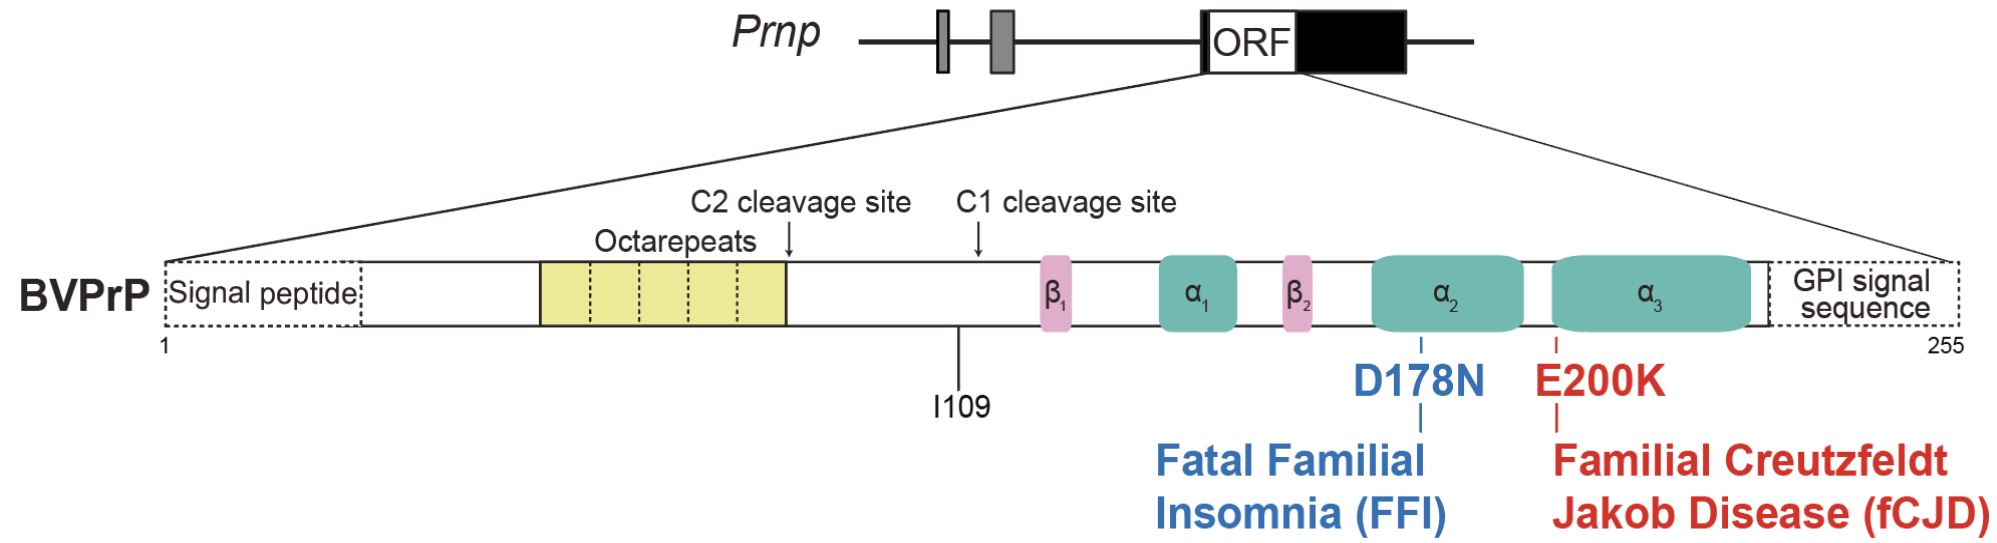 Prnp
ORF
C2 cleavage site
C1 cleavage site
Octarepeats
BVPrP
Signal peptide
β1
α1
β2
α2
α3
GPI signal
sequence
1
255
I109
D178N
E200K
Fatal Familial
Insomnia (FFI)
Familial Creutzfeldt
Jakob Disease (fCJD)